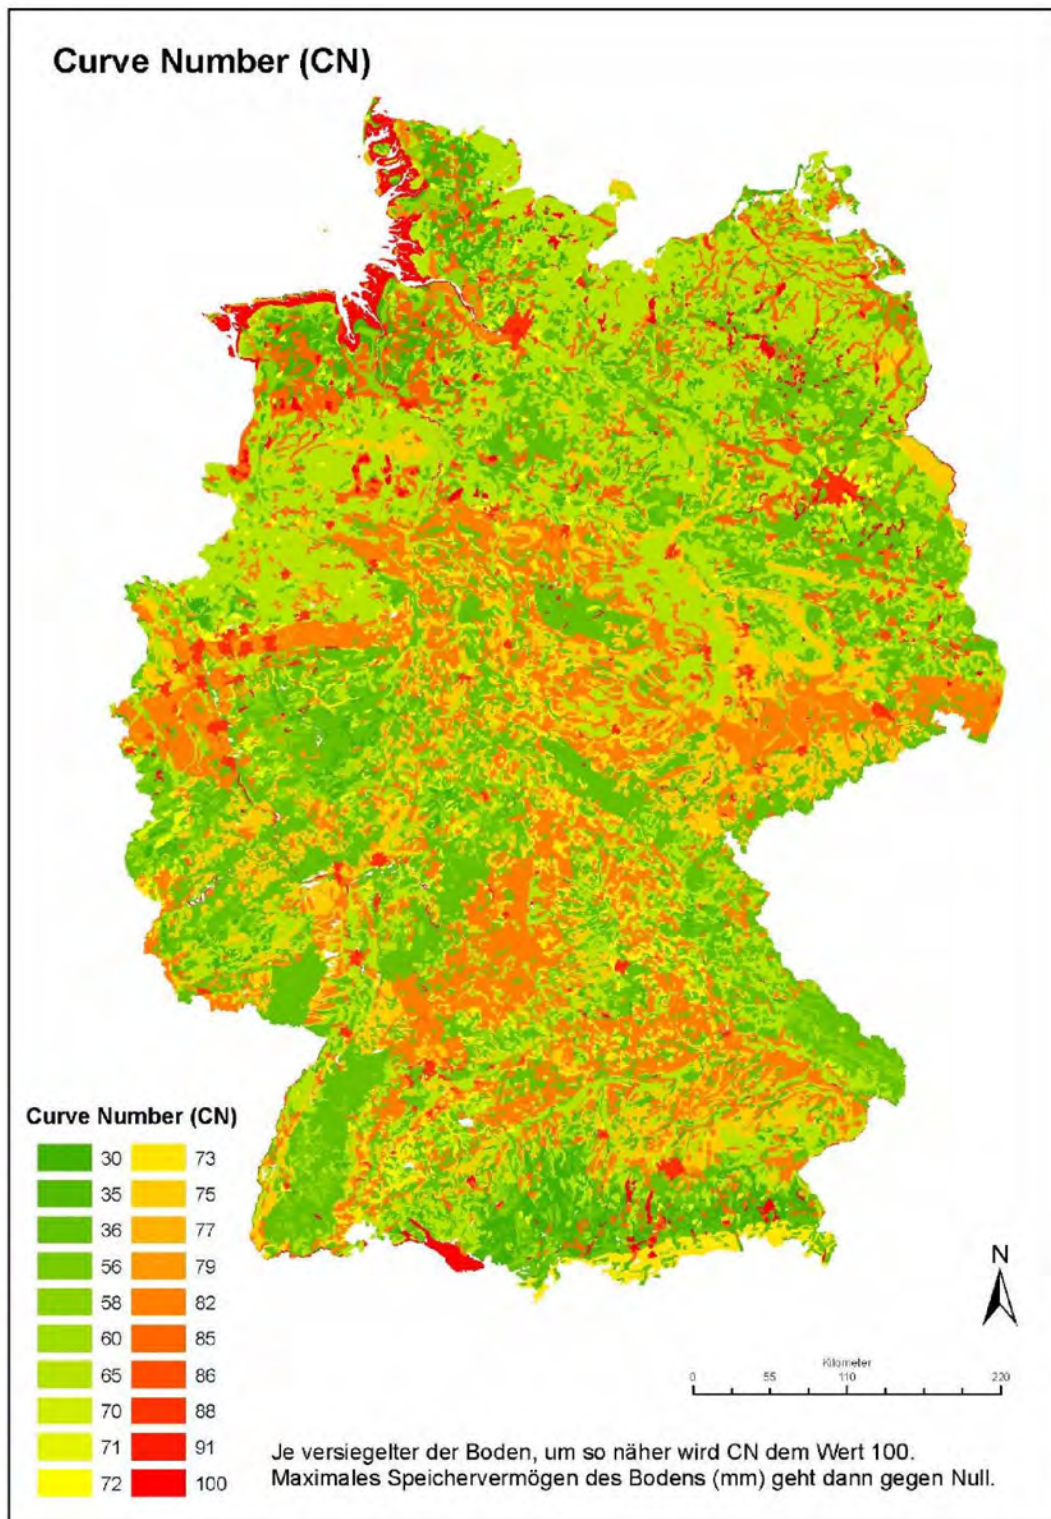 Curve Number (CN)
Curve Number (CN)
30 73
35 75
36 77
56 79
58 82
60 85
65 86
70 88
71 91
72 100
N
Kilometer
0 55 110 220
Je versiegelter der Boden, um so näher wird CN dem Wert 100.
Maximales Speichervermögen des Bodens (mm) geht dann gegen Null.